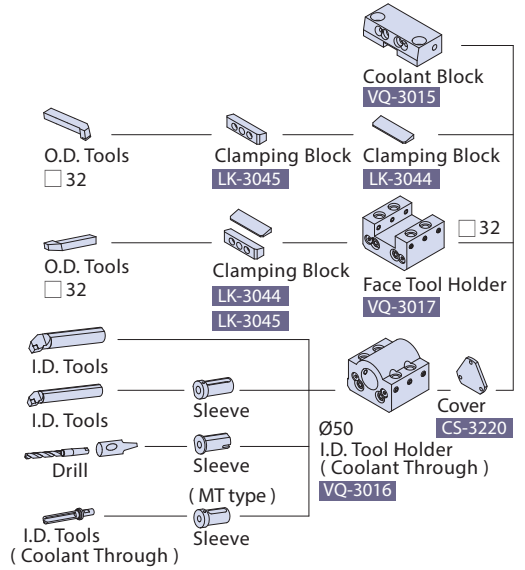 Coolant Block
VQ-3015
O.D. Tools
□ 32
Clamping Block
LK-3045
Clamping Block
LK-3044
O.D. Tools
□ 32
Clamping Block
LK-3044
LK-3045
□ 32
Face Tool Holder
VQ-3017
I.D. Tools
I.D. Tools
Sleeve
Drill
Sleeve
( MT type )
I.D. Tools
( Coolant Through )
Sleeve
Ø50
I.D. Tool Holder
( Coolant Through )
VQ-3016
Cover
CS-3220